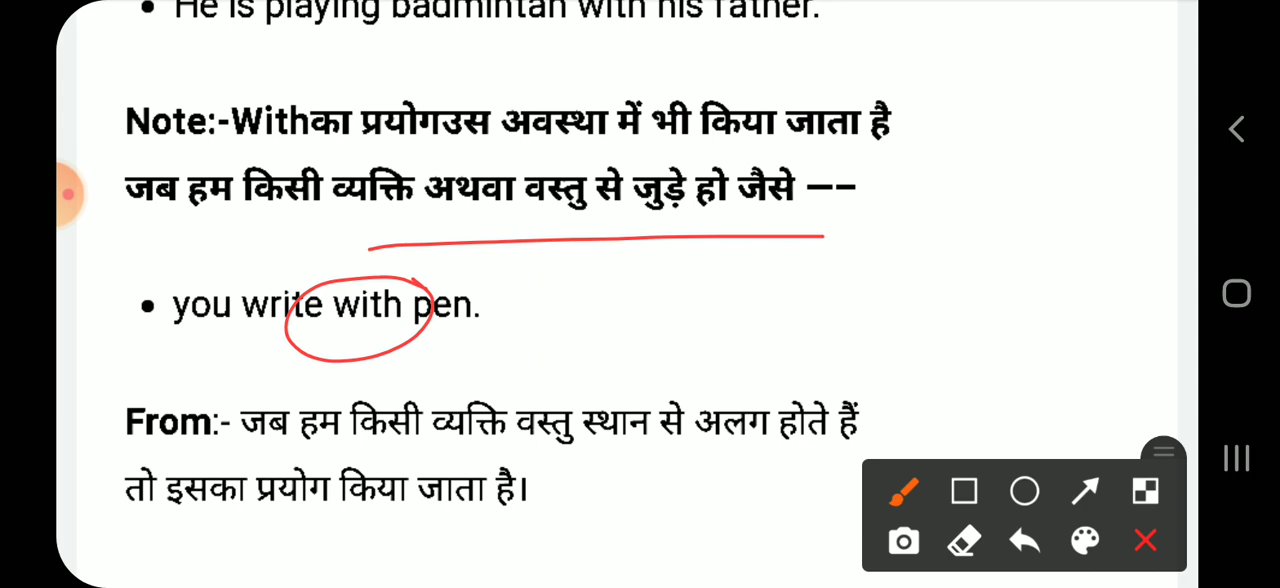 • He is playing badmintan with his father.
Note:-Withका प्रयोगउस अवस्था में भी किया जाता है
जब हम किसी व्यक्ति अथवा वस्तु से जुड़े हो जैसे −−
• you write with pen.
From:- जब हम किसी व्यक्ति वस्तु स्थान से अलग होते हैं
तो इसका प्रयोग किया जाता है।